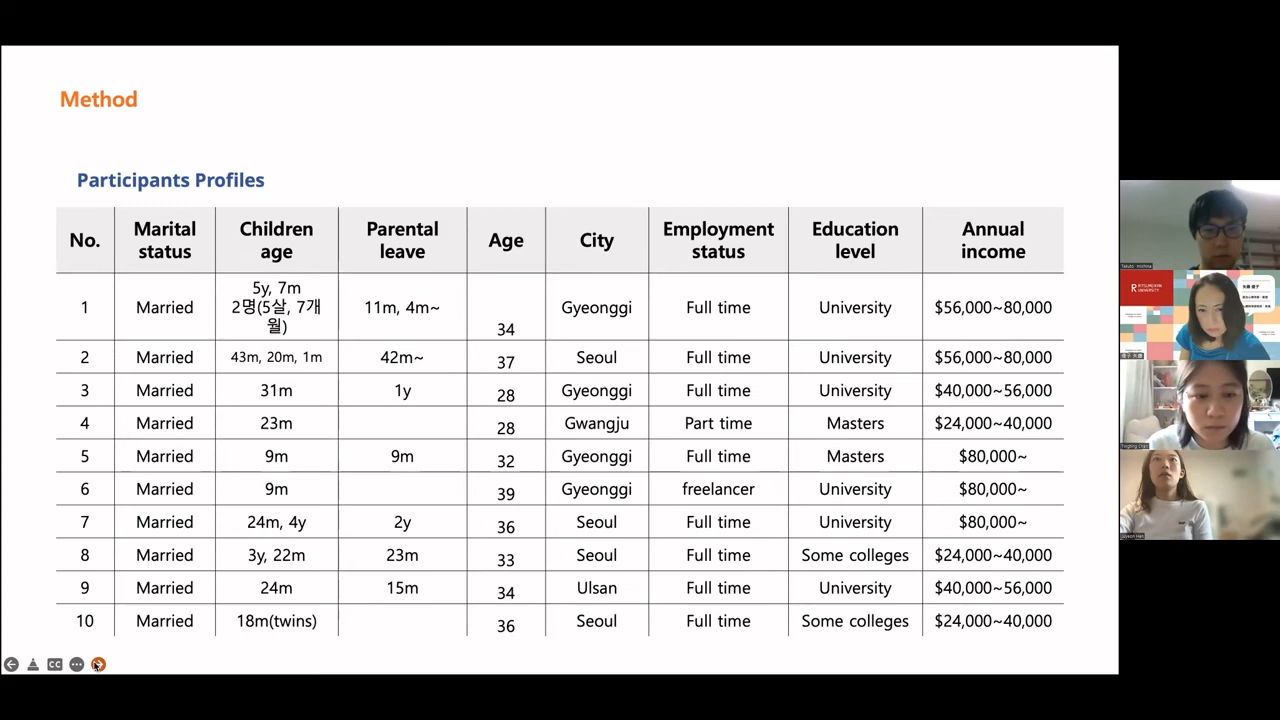 Method
Participants Profiles
No. Marital status Children age Parental leave Age City Employment status Education level Annual income
1 Married 5y, 7m 2명(5살, 7개월) 11m, 4m~ 34 Gyeonggi Full time University $56,000~80,000
2 Married 43m, 20m, 1m 42m~ 37 Seoul Full time University $56,000~80,000
3 Married 31m 1y 28 Gyeonggi Full time University $40,000~56,000
4 Married 23m 28 Gwangju Part time Masters $24,000~40,000
5 Married 9m 9m 32 Gyeonggi Full time Masters $80,000~
6 Married 9m 39 Gyeonggi freelancer University $80,000~
7 Married 24m, 4y 2y 36 Seoul Full time University $80,000~
8 Married 3y, 22m 23m 33 Seoul Full time Some colleges $24,000~40,000
9 Married 24m 15m 34 Ulsan Full time University $40,000~56,000
10 Married 18m(twins) 36 Seoul Full time Some colleges $24,000~40,000
CC
RITSUMEIKAN
UNIVERSITY